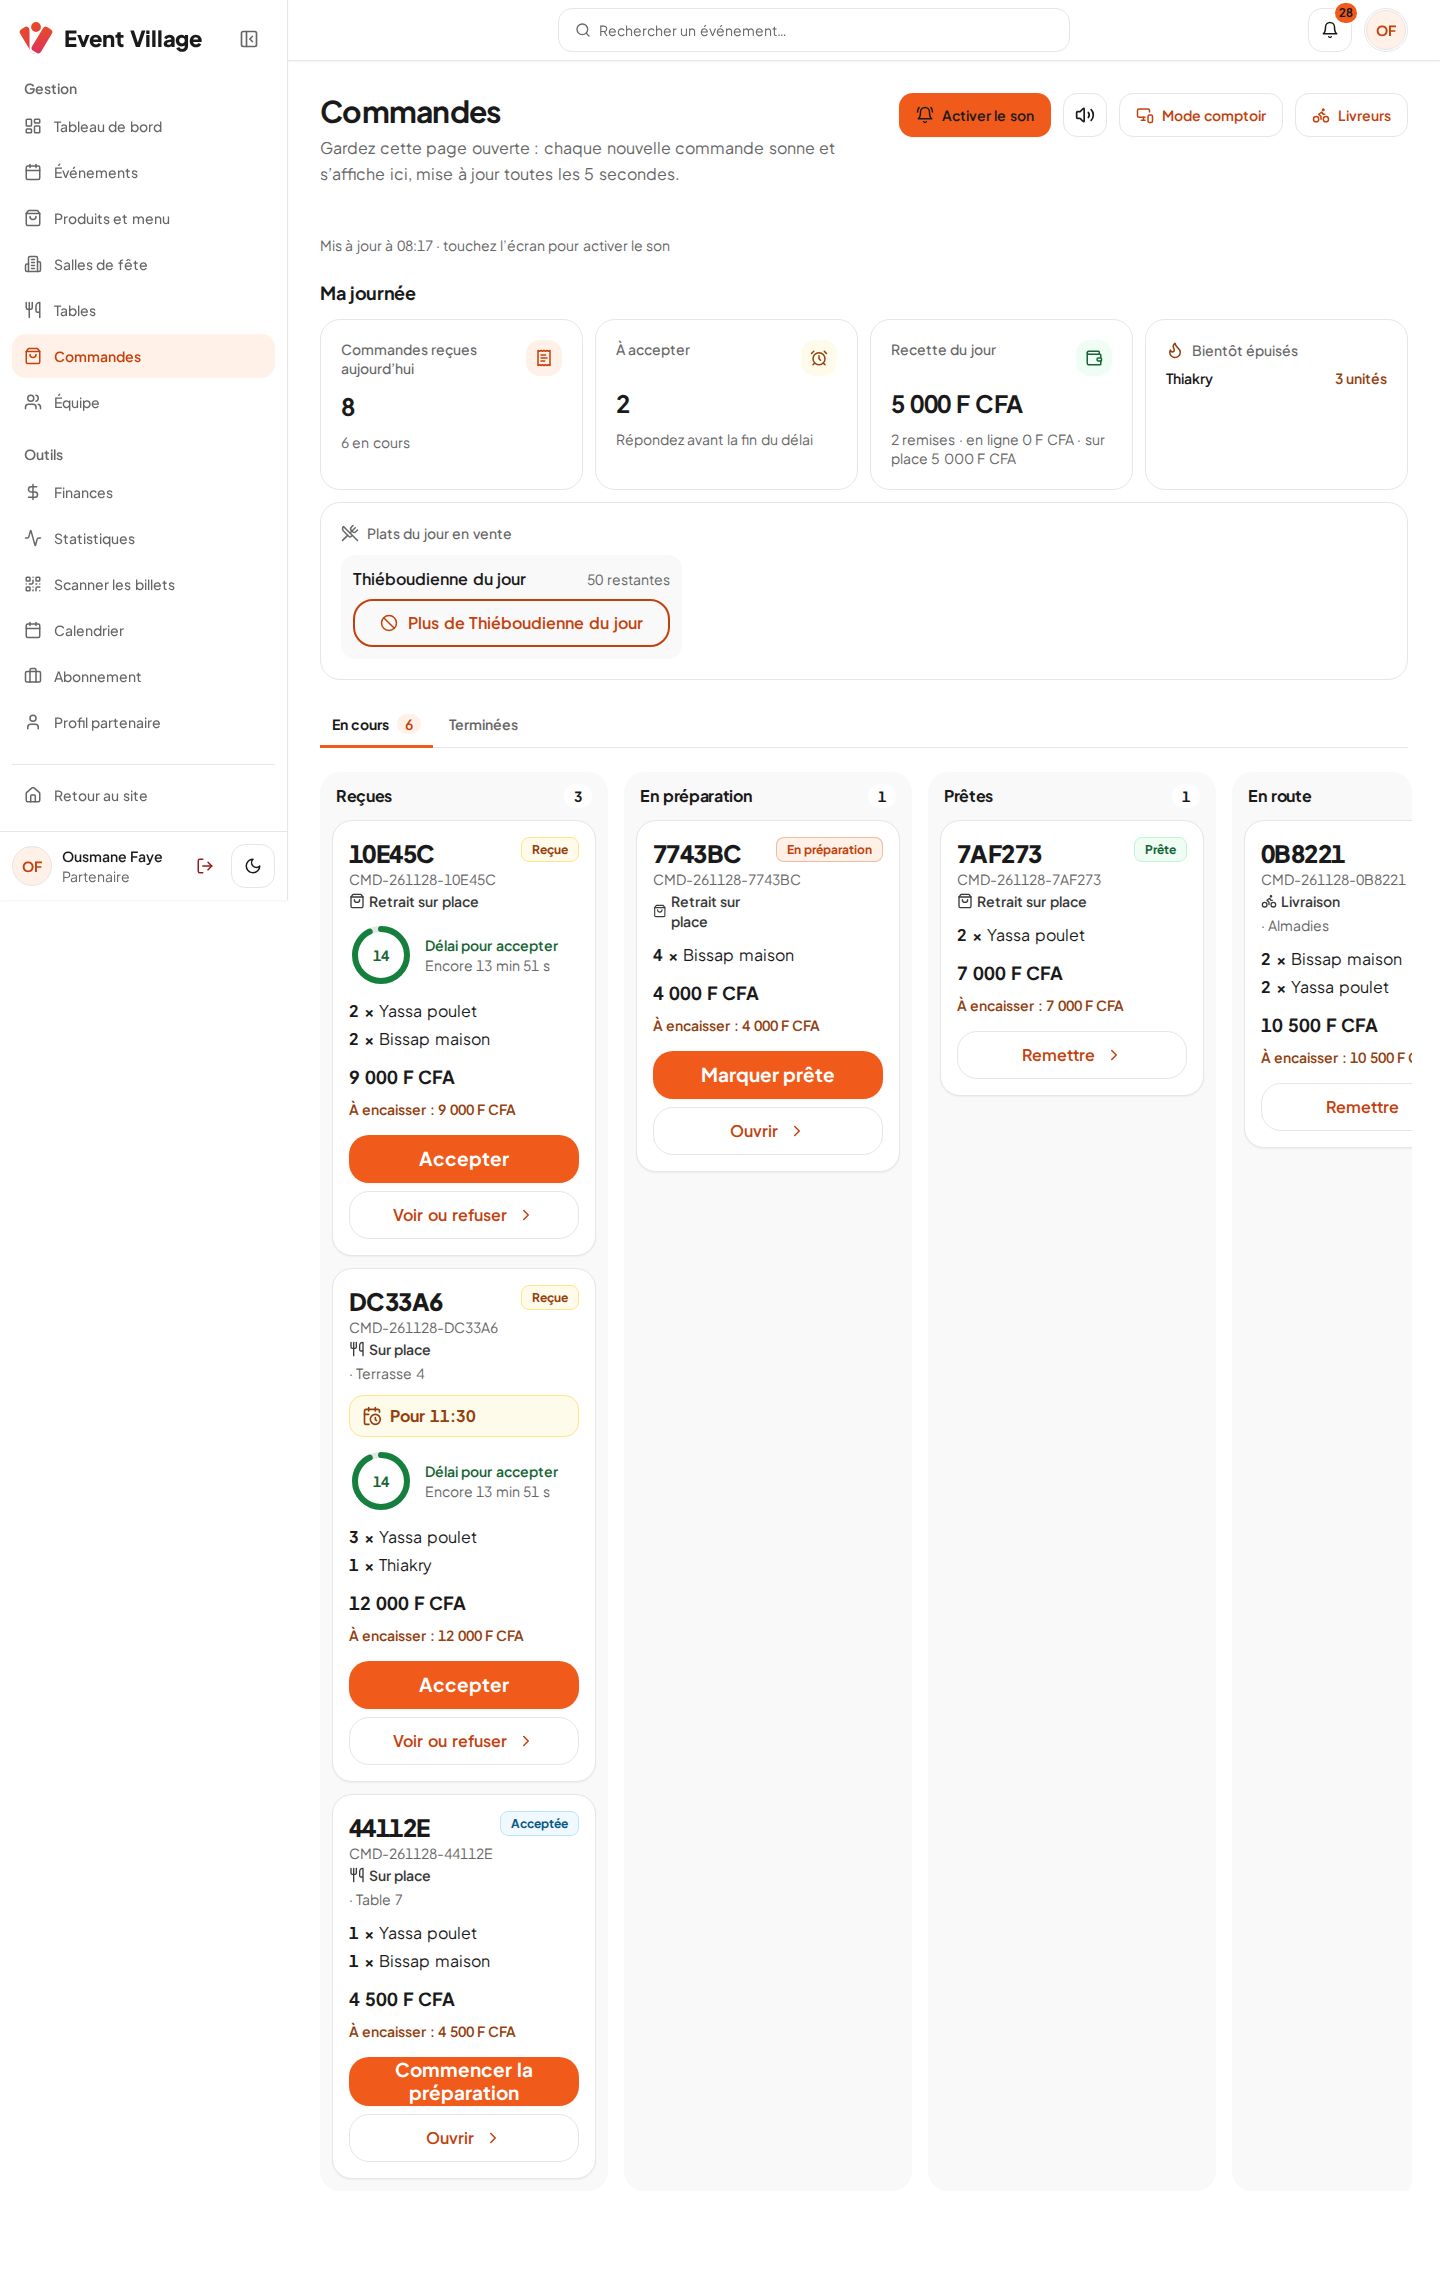 Event Village
Gestion
Tableau de bord
Événements
Produits et menu
Salles de fête
Tables
Commandes
Équipe
Outils
Finances
Statistiques
Scanner les billets
Calendrier
Abonnement
Profil partenaire
Retour au site
OF
Ousmane Faye
Partenaire
Rechercher un événement...
28
OF
Commandes
Gardez cette page ouverte : chaque nouvelle commande sonne et
s’affiche ici, mise à jour toutes les 5 secondes.
Activer le son
Mode comptoir
Livreurs
Mis à jour à 08:17 · touchez l’écran pour activer le son
Ma journée
Commandes reçues
aujourd’hui
8
6 en cours
À accepter
2
Répondez avant la fin du délai
Recette du jour
5 000 F CFA
2 remises · en ligne 0 F CFA · sur
place 5 000 F CFA
Bientôt épuisés
Thiakry 3 unités
Plats du jour en vente
Thiéboudienne du jour 50 restantes
Plus de Thiéboudienne du jour
En cours 6 Terminées
Reçues 3
10E45C Reçue
CMD-261128-10E45C
Retrait sur place
14
Délai pour accepter
Encore 13 min 51 s
2 × Yassa poulet
2 × Bissap maison
9 000 F CFA
À encaisser : 9 000 F CFA
Accepter
Voir ou refuser
DC33A6 Reçue
CMD-261128-DC33A6
Sur place
· Terrasse 4
Pour 11:30
14
Délai pour accepter
Encore 13 min 51 s
3 × Yassa poulet
1 × Thiakry
12 000 F CFA
À encaisser : 12 000 F CFA
Accepter
Voir ou refuser
44112E Acceptée
CMD-261128-44112E
Sur place
· Table 7
1 × Yassa poulet
1 × Bissap maison
4 500 F CFA
À encaisser : 4 500 F CFA
Commencer la
préparation
Ouvrir
En préparation 1
7743BC En préparation
CMD-261128-7743BC
Retrait sur
place
4 × Bissap maison
4 000 F CFA
À encaisser : 4 000 F CFA
Marquer prête
Ouvrir
Prêtes 1
7AF273 Prête
CMD-261128-7AF273
Retrait sur place
2 × Yassa poulet
7 000 F CFA
À encaisser : 7 000 F CFA
Remettre
En route
0B8221
CMD-261128-0B8221
Livraison
· Almadies
2 × Bissap maison
2 × Yassa poulet
10 500 F CFA
À encaisser : 10 500 F
Remettre